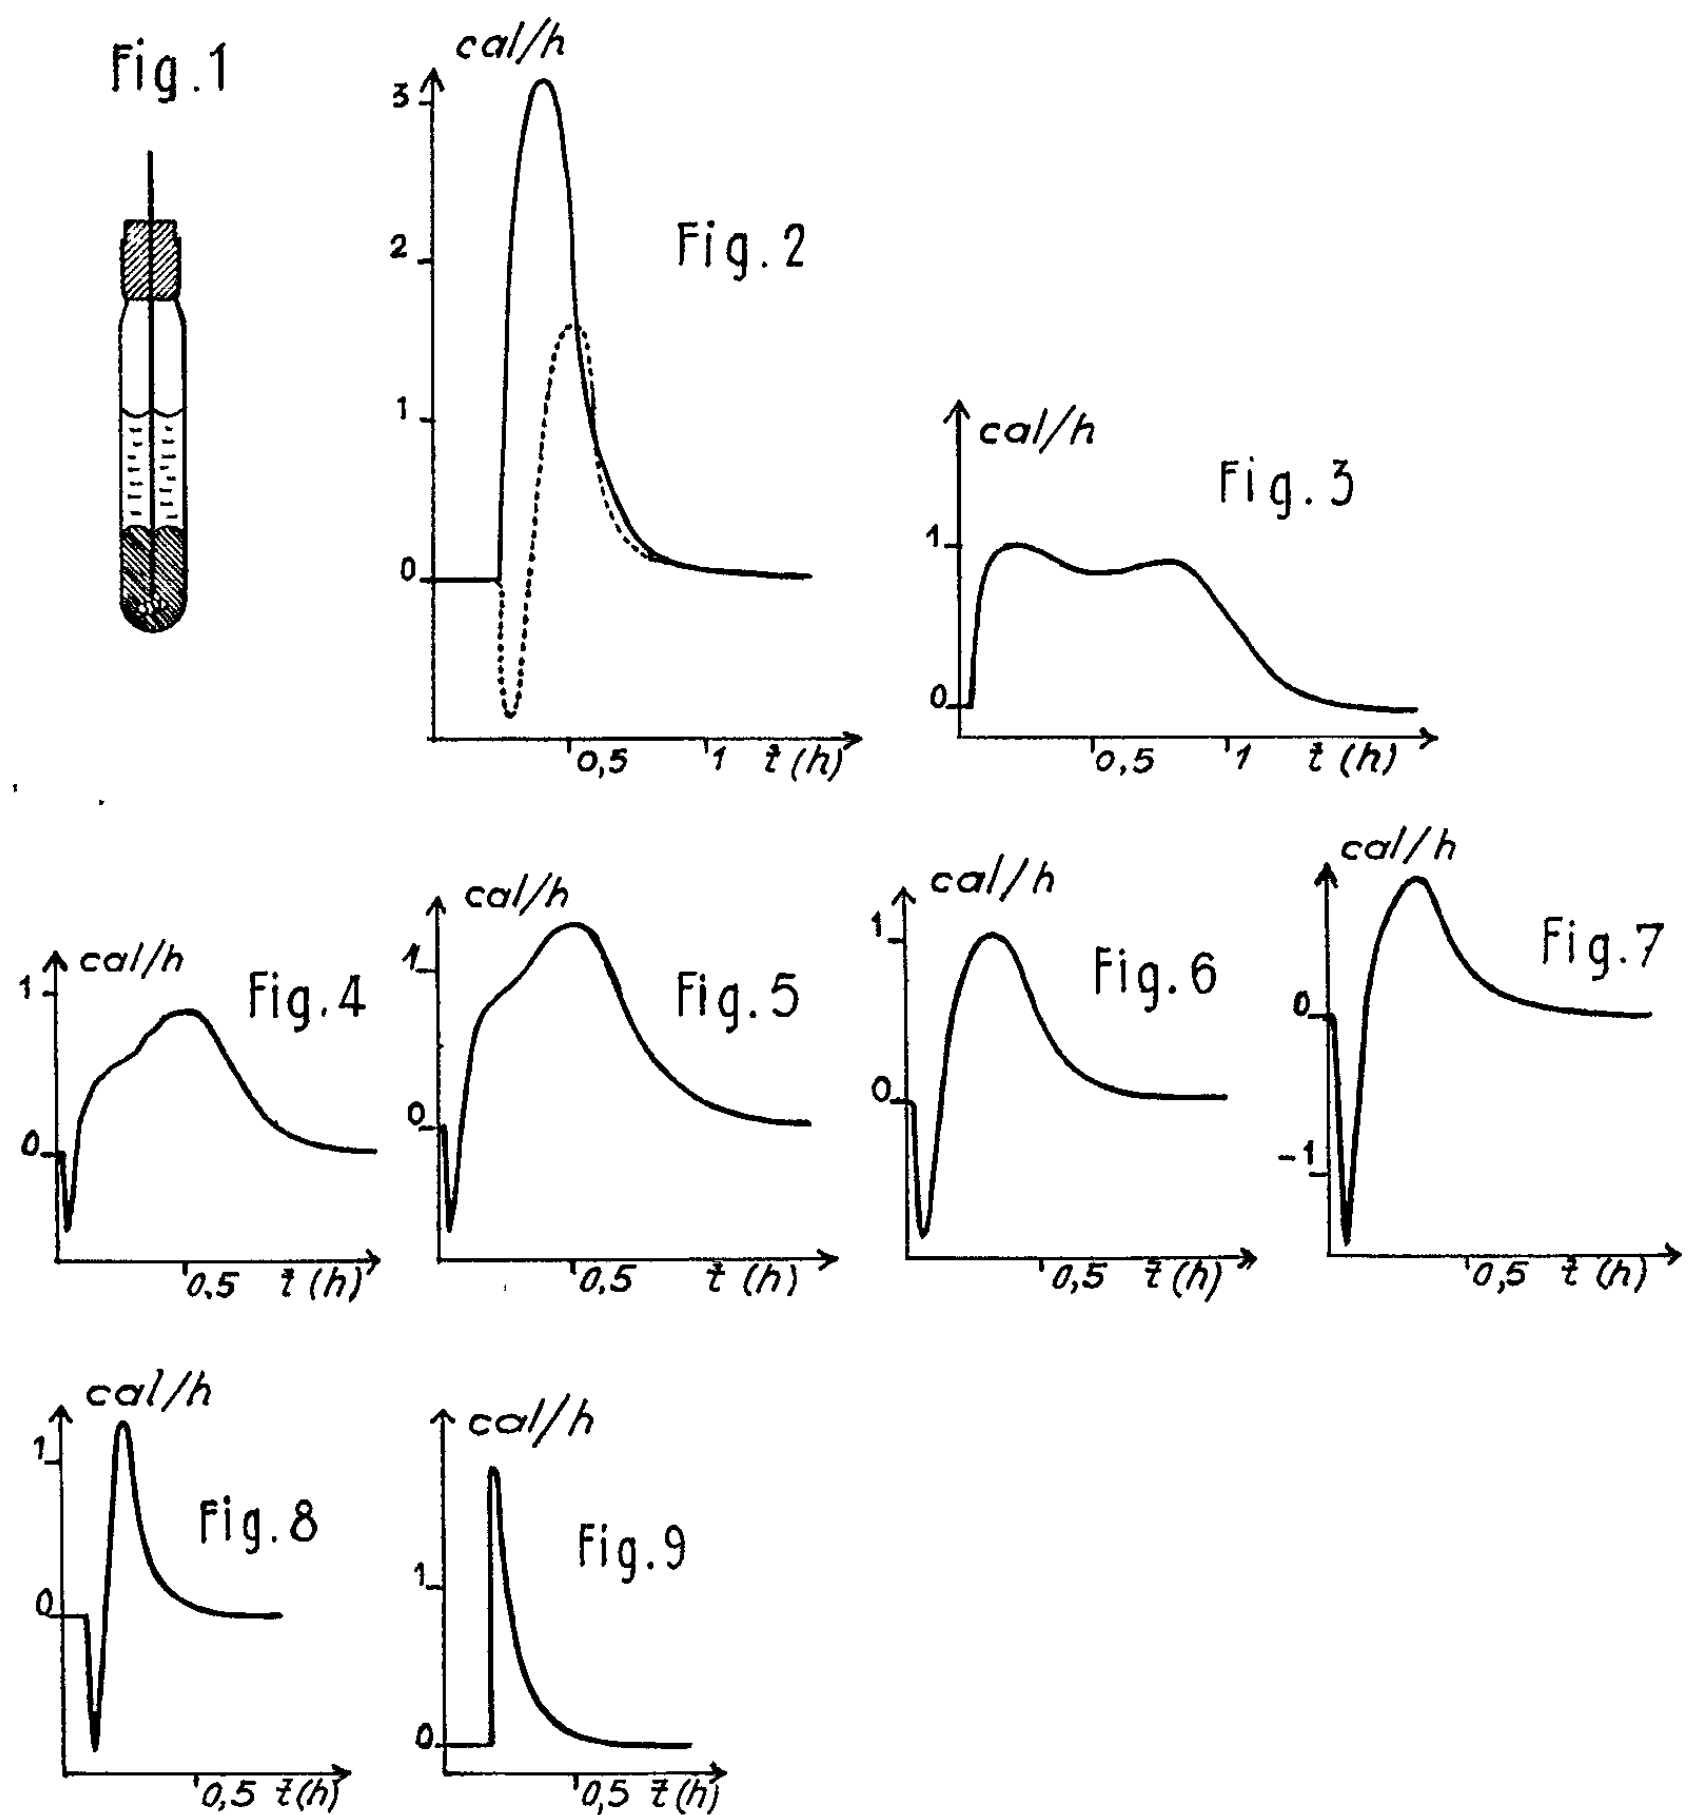 Fig.1
cal/h
3
2
1
0
0,5
1
t (h)
Fig. 2
cal/h
1
0
0,5
1
t (h)
Fig. 3
cal/h
1
0
0,5
t (h)
Fig.4
cal/h
1
0
0,5
t (h)
Fig.5
cal/h
1
0
0,5
t (h)
Fig.6
cal/h
0
-1
0,5
t (h)
Fig.7
cal/h
1
0
0,5
t(h)
Fig.8
cal/h
1
0
0,5
t(h)
Fig.9